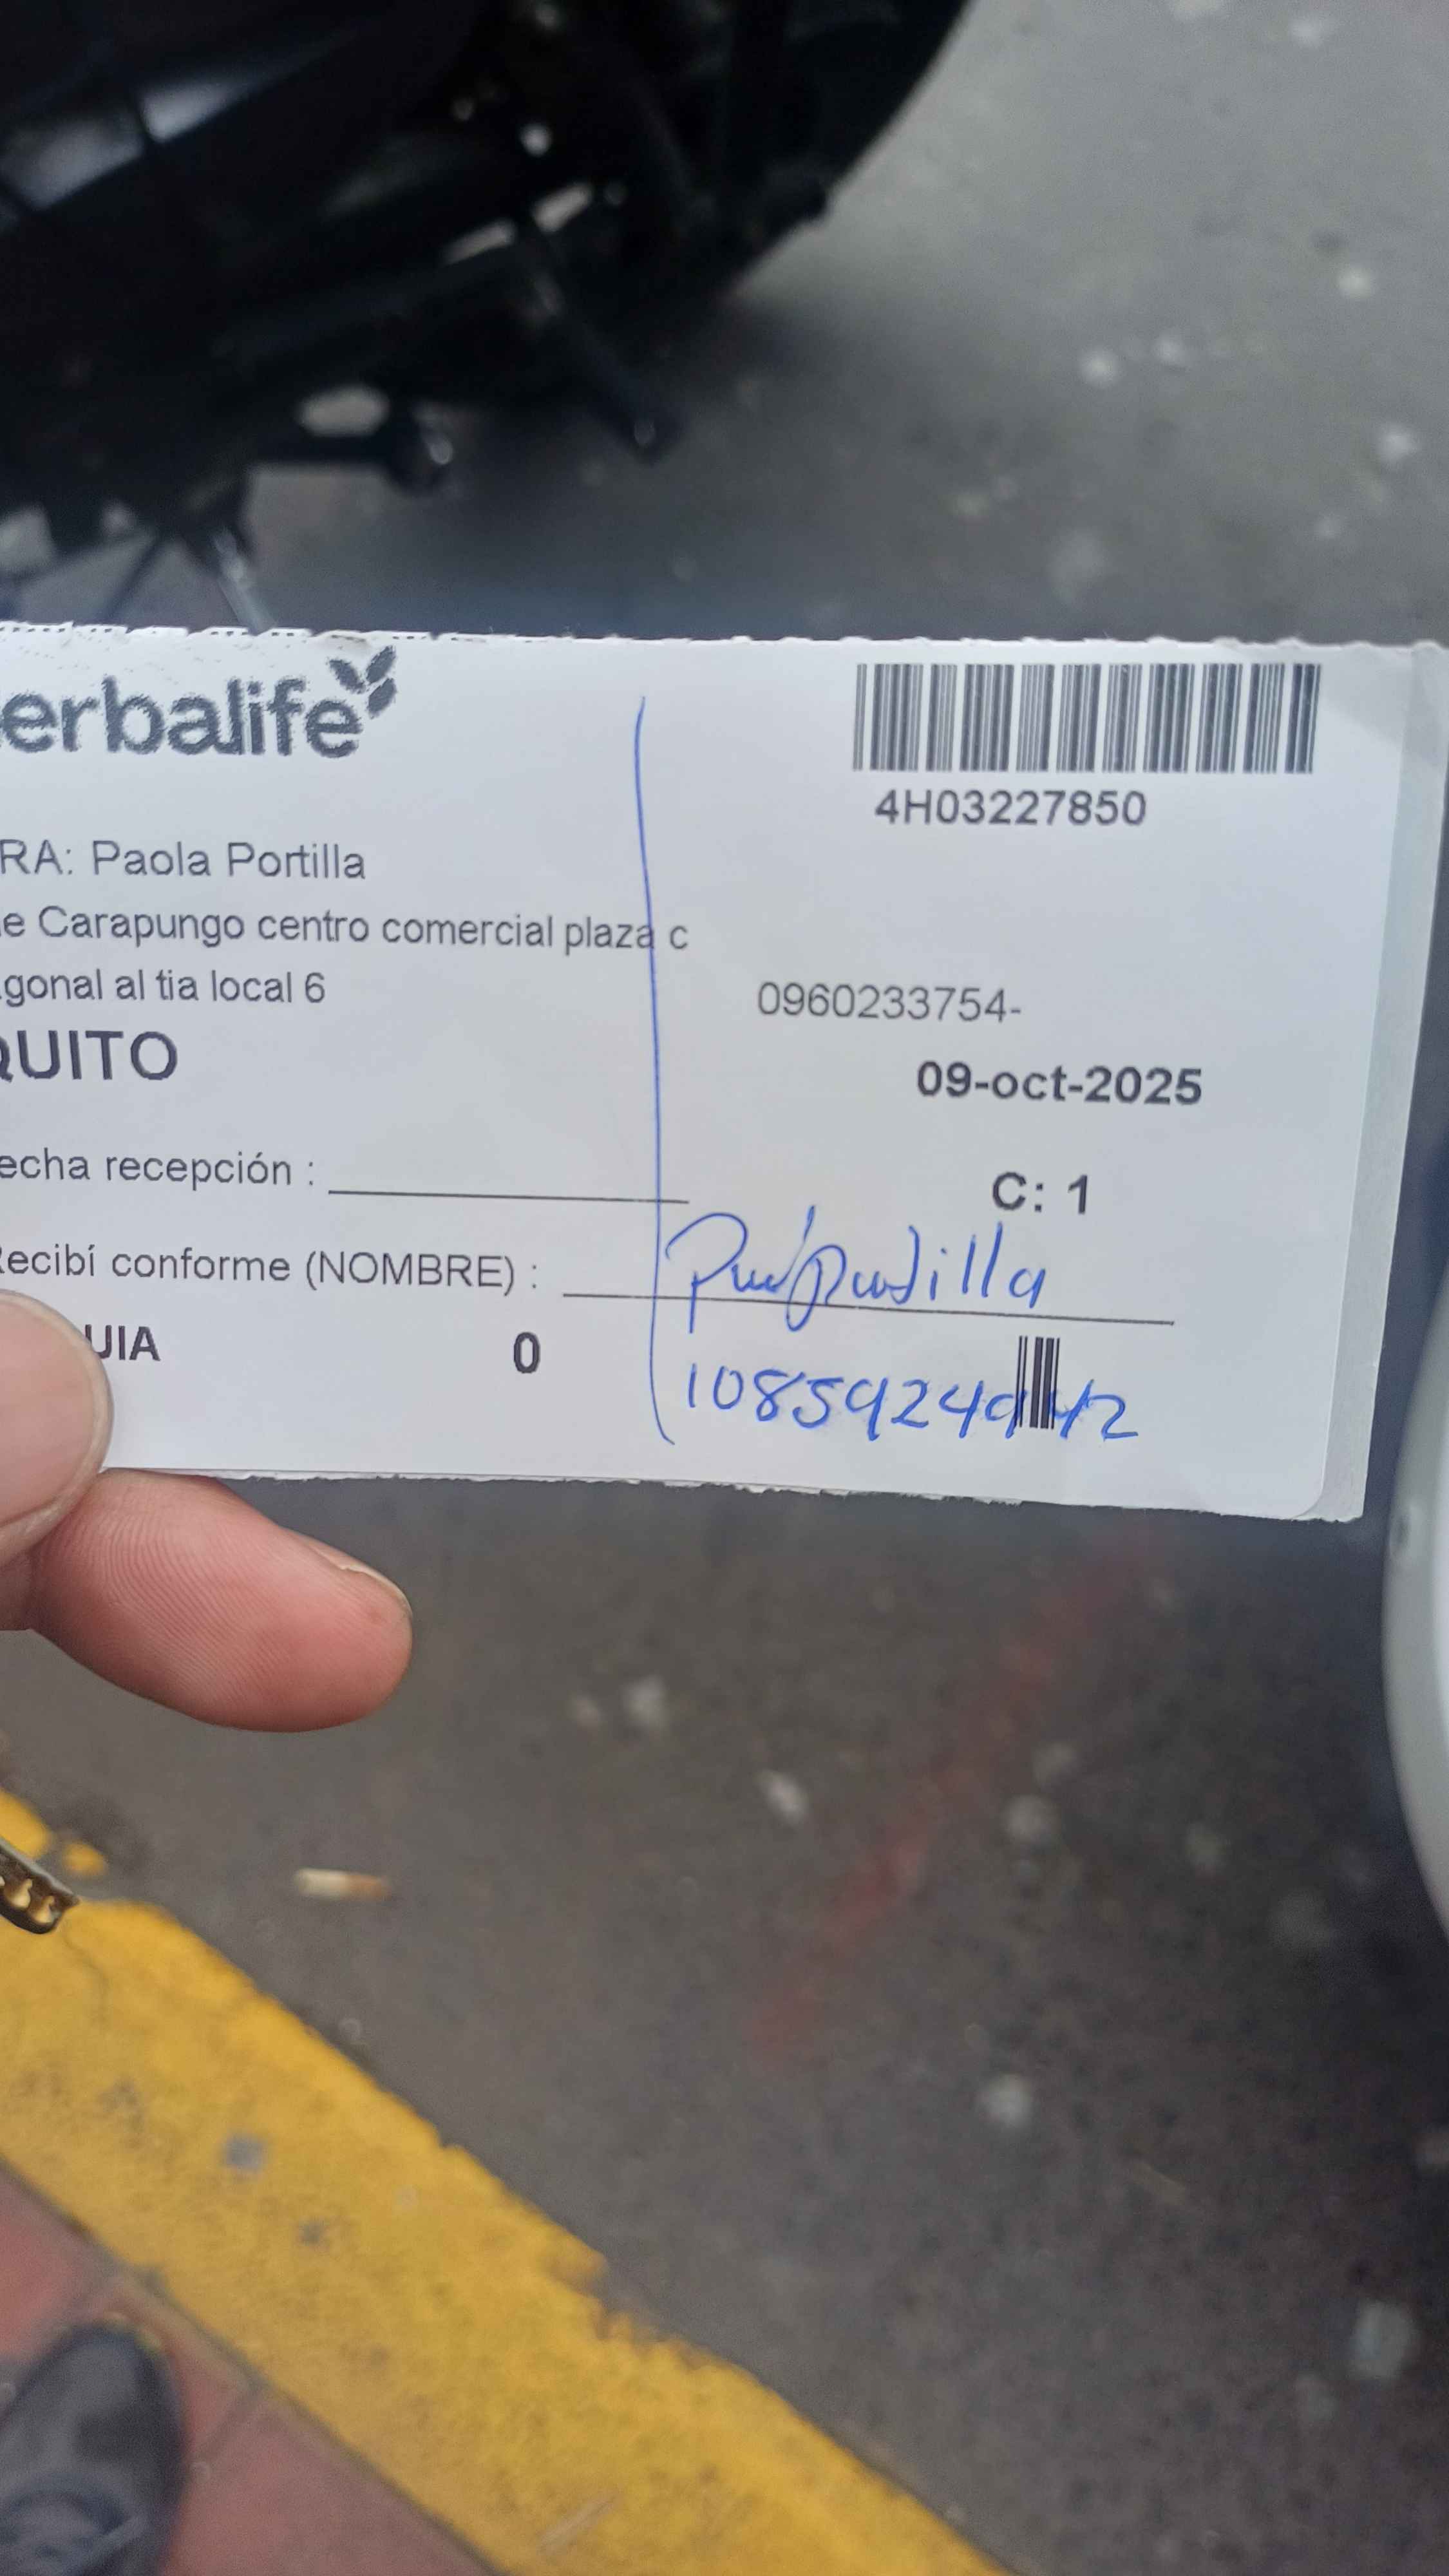 erbalife
4H03227850
RA: Paola Portilla
e Carapungo centro comercial plaza c
gonal al tia local 6
0960233754-
QUITO
09-oct-2025
echa recepción :
C: 1
Recibí conforme (NOMBRE) :
UIA 0